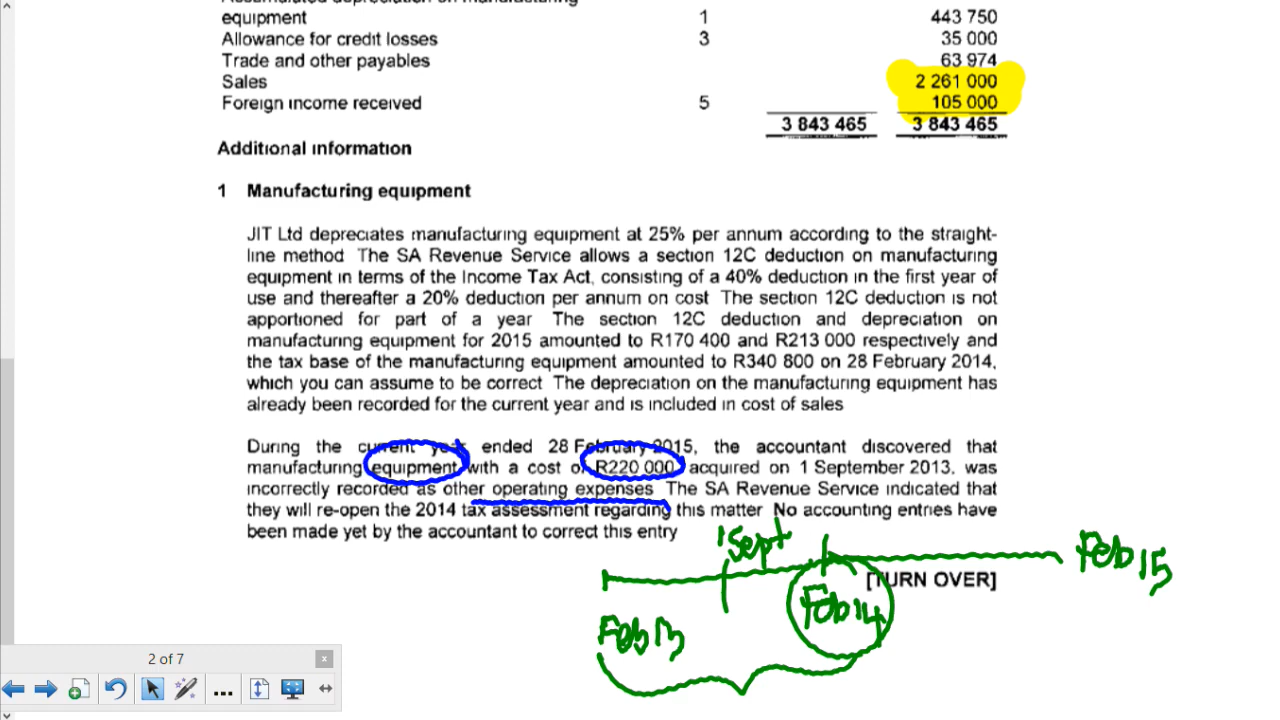 Accumulated depreciation on manufacturing
equipment 1 443 750
Allowance for credit losses 3 35 000
Trade and other payables 63 974
Sales 2 261 000
Foreign income received 5 105 000
3 843 465 3 843 465
Additional information
1 Manufacturing equipment
JIT Ltd depreciates manufacturing equipment at 25% per annum according to the straight-
line method The SA Revenue Service allows a section 12C deduction on manufacturing
equipment in terms of the Income Tax Act, consisting of a 40% deduction in the first year of
use and thereafter a 20% deduction per annum on cost The section 12C deduction is not
apportioned for part of a year The section 12C deduction and depreciation on
manufacturing equipment for 2015 amounted to R170 400 and R213 000 respectively and
the tax base of the manufacturing equipment amounted to R340 800 on 28 February 2014,
which you can assume to be correct The depreciation on the manufacturing equipment has
already been recorded for the current year and is included in cost of sales
During the current year ended 28 February 2015, the accountant discovered that
manufacturing equipment with a cost of R220 000 acquired on 1 September 2013, was
incorrectly recorded as other operating expenses The SA Revenue Service indicated that
they will re-open the 2014 tax assessment regarding this matter No accounting entries have
been made yet by the accountant to correct this entry
1 Sept
Feb 15
[TURN OVER]
Feb 14
Feb 13
2 of 7